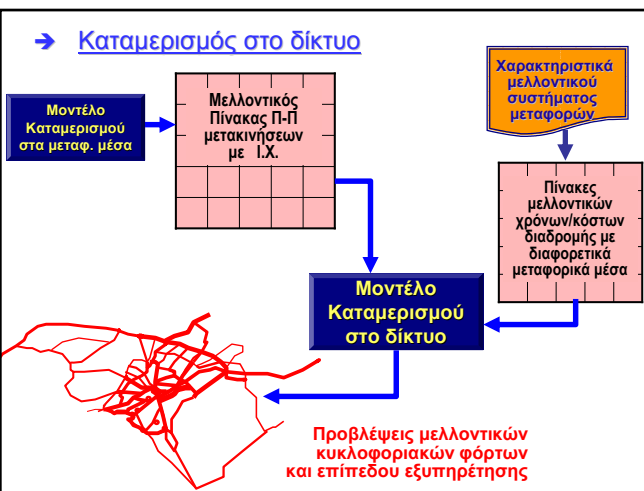 ➔ Καταμερισμός στο δίκτυο
Μοντέλο
Καταμερισμού
στα μεταφ. μέσα
Μελλοντικός
Πίνακας Π-Π
μετακινήσεων
με Ι.Χ.
Χαρακτηριστικά
μελλοντικού
συστήματος
μεταφορών
Πίνακες
μελλοντικών
χρόνων/κόστων
διαδρομής με
διαφορετικά
μεταφορικά μέσα
Μοντέλο
Καταμερισμού
στο δίκτυο
Προβλέψεις μελλοντικών
κυκλοφοριακών φόρτων
και επίπεδου εξυπηρέτησης